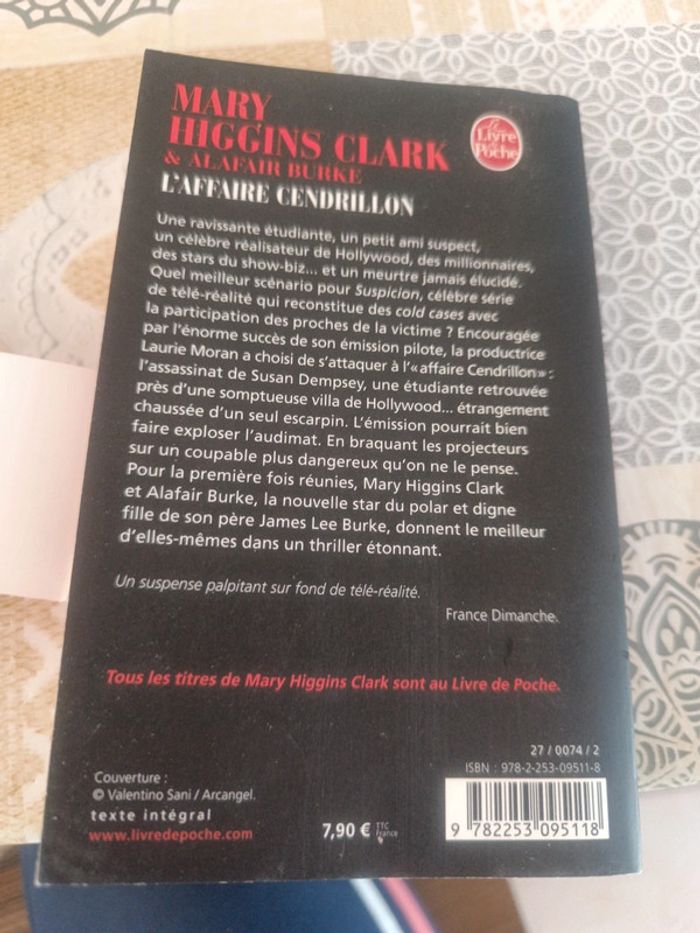 MARY
HIGGINS CLARK
& ALAFAIR BURKE
L'AFFAIRE CENDRILLON
Le
Livre
de
Poche
Une ravissante étudiante, un petit ami suspect,
un célèbre réalisateur de Hollywood, des millionnaires,
des stars du show-biz... et un meurtre jamais élucidé.
Quel meilleur scénario pour Suspicion, célèbre série
de télé-réalité qui reconstitue des cold cases avec
la participation des proches de la victime ? Encouragée
par l'énorme succès de son émission pilote, la productrice
Laurie Moran a choisi de s'attaquer à l'« affaire Cendrillon » :
l'assassinat de Susan Dempsey, une étudiante retrouvée
près d'une somptueuse villa de Hollywood... étrangement
chaussée d'un seul escarpin. L'émission pourrait bien
faire exploser l'audimat. En braquant les projecteurs
sur un coupable plus dangereux qu'on ne le pense.
Pour la première fois réunies, Mary Higgins Clark
et Alafair Burke, la nouvelle star du polar et digne
fille de son père James Lee Burke, donnent le meilleur
d'elles-mêmes dans un thriller étonnant.
Un suspense palpitant sur fond de télé-réalité.
France Dimanche.
Tous les titres de Mary Higgins Clark sont au Livre de Poche.
27 / 0074 / 2
ISBN : 978-2-253-09511-8
Couverture :
© Valentino Sani / Arcangel.
texte intégral
www.livredepoche.com
7,90 € TTC
France
9 782253 095118